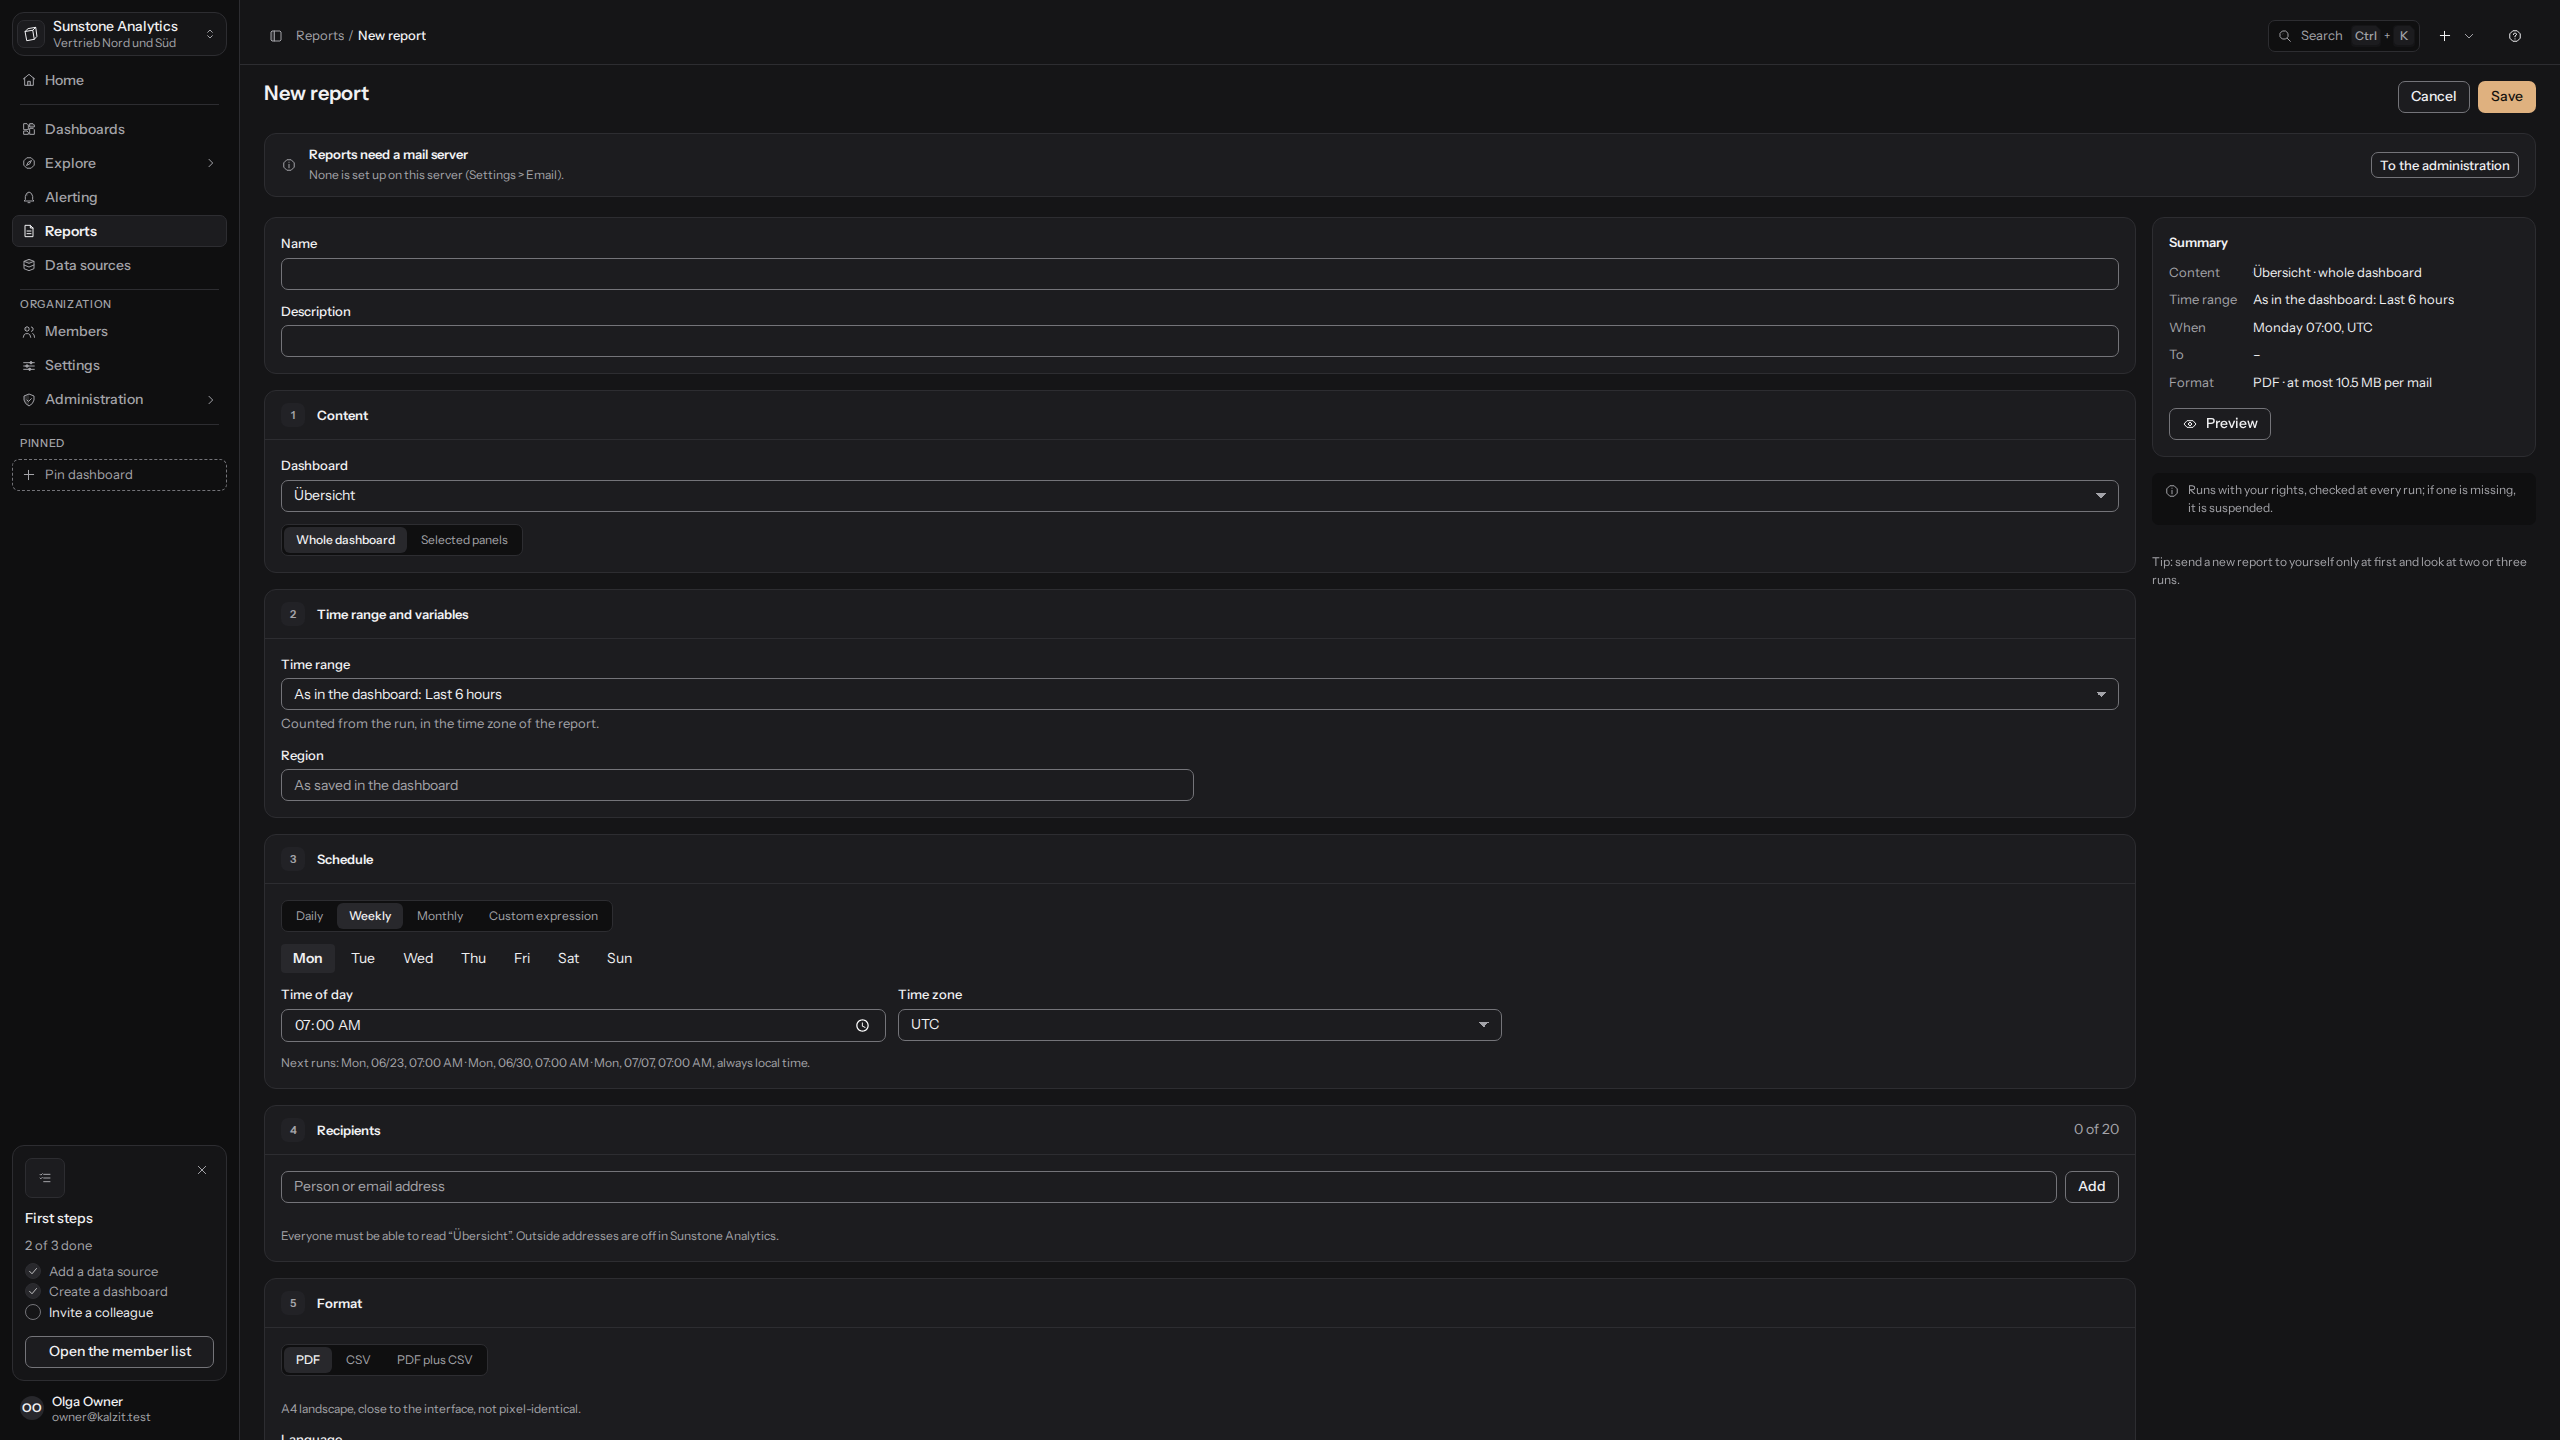 Sunstone Analytics
Vertrieb Nord und Süd
Home
Dashboards
Explore
Alerting
Reports
Data sources
ORGANIZATION
Members
Settings
Administration
PINNED
Pin dashboard
First steps
2 of 3 done
Add a data source
Create a dashboard
Invite a colleague
Open the member list
OO
Olga Owner
owner@kalzit.test
Reports / New report
Search Ctrl + K
New report
Cancel
Save
Reports need a mail server
None is set up on this server (Settings > Email).
To the administration
Name
Description
1 Content
Dashboard
Übersicht
Whole dashboard
Selected panels
2 Time range and variables
Time range
As in the dashboard: Last 6 hours
Counted from the run, in the time zone of the report.
Region
As saved in the dashboard
3 Schedule
Daily
Weekly
Monthly
Custom expression
Mon
Tue
Wed
Thu
Fri
Sat
Sun
Time of day
Time zone
07:00 AM
UTC
Next runs: Mon, 06/23, 07:00 AM · Mon, 06/30, 07:00 AM · Mon, 07/07, 07:00 AM, always local time.
4 Recipients
0 of 20
Person or email address
Add
Everyone must be able to read “Übersicht”. Outside addresses are off in Sunstone Analytics.
5 Format
PDF
CSV
PDF plus CSV
A4 landscape, close to the interface, not pixel-identical.
Language
Summary
Content Übersicht · whole dashboard
Time range As in the dashboard: Last 6 hours
When Monday 07:00, UTC
To –
Format PDF · at most 10.5 MB per mail
Preview
Runs with your rights, checked at every run; if one is missing,
it is suspended.
Tip: send a new report to yourself only at first and look at two or three
runs.